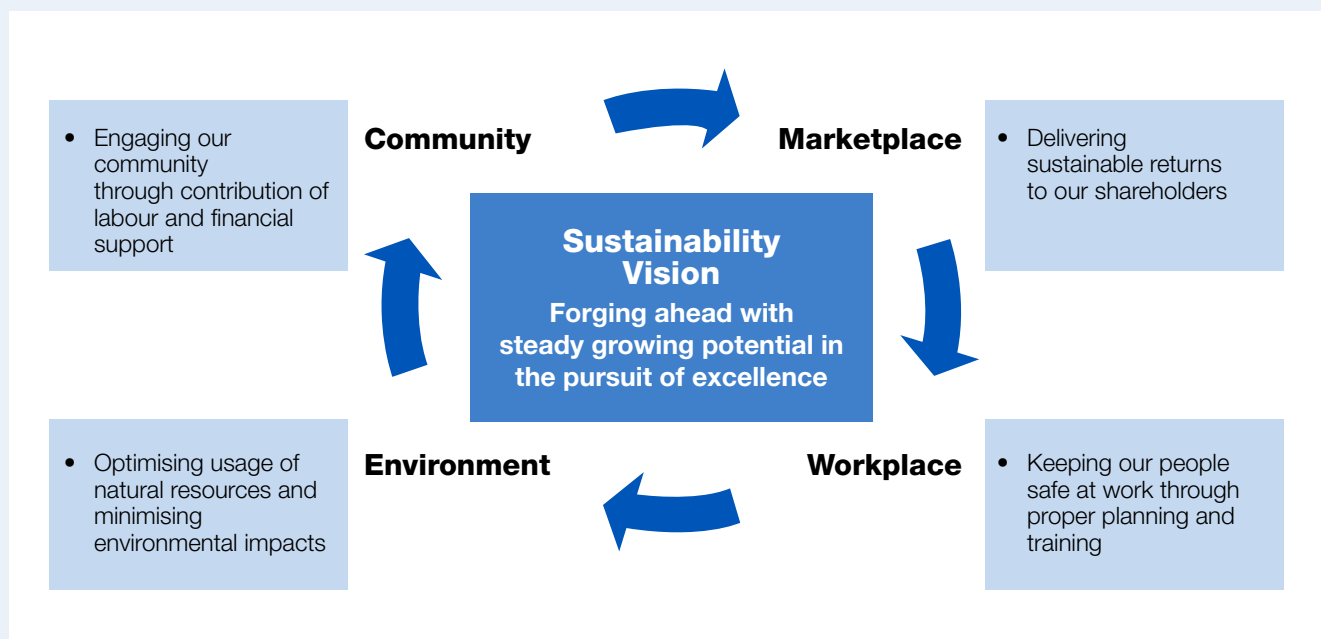 Community
• Engaging our
community
through contribution of
labour and financial
support
Marketplace
• Delivering
sustainable returns
to our shareholders
Sustainability
Vision
Forging ahead with
steady growing potential in
the pursuit of excellence
Environment
• Optimising usage of
natural resources and
minimising
environmental impacts
Workplace
• Keeping our people
safe at work through
proper planning and
training